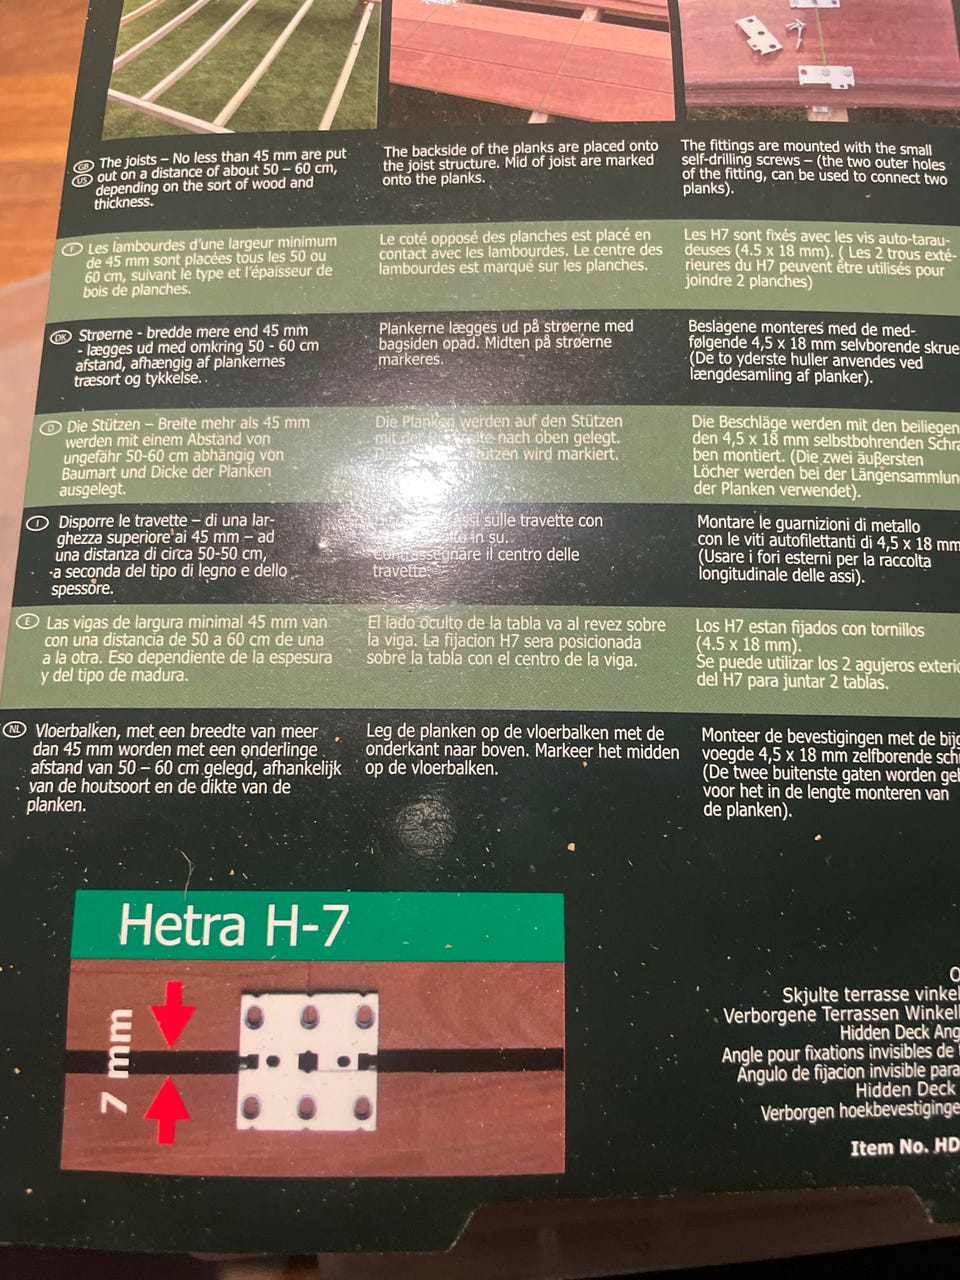 GB
US
The joists – No less than 45 mm are put
out on a distance of about 50 – 60 cm,
depending on the sort of wood and
thickness.
The backside of the planks are placed onto
the joist structure. Mid of joist are marked
onto the planks.
The fittings are mounted with the small
self-drilling screws – (the two outer holes
of the fitting, can be used to connect two
planks).
F
Les lambourdes d'une largeur minimum
de 45 mm sont placées tous les 50 ou
60 cm, suivant le type et l'épaisseur de
bois de planches.
Le coté opposé des planches est placé en
contact avec les lambourdes. Le centre des
lambourdes est marqué sur les planches.
Les H7 sont fixés avec les vis auto-tarau-
deuses (4.5 x 18 mm). ( Les 2 trous exté-
rieures du H7 peuvent être utilisés pour
joindre 2 planches)
DK
Strøerne - bredde mere end 45 mm
- lægges ud med omkring 50 - 60 cm
afstand, afhængig af plankernes
træsort og tykkelse.
Plankerne lægges ud på strøerne med
bagsiden opad. Midten på strøerne
markeres.
Beslagene monteres med de med-
følgende 4,5 x 18 mm selvborende skrue
(De to yderste huller anvendes ved
længdesamling af planker).
D
Die Stützen – Breite mehr als 45 mm
werden mit einem Abstand von
ungefähr 50-60 cm abhängig von
Baumart und Dicke der Planken
ausgelegt.
Die Planken werden auf den Stützen
mit der nach oben gelegt.
wird markiert.
Die Beschläge werden mit den beiliegen
den 4,5 x 18 mm selbstbohrenden Schra
ben montiert. (Die zwei äußersten
Löcher werden bei der Längensammlun
der Planken verwendet).
I
Disporre le travette – di una lar-
ghezza superiore ai 45 mm – ad
una distanza di circa 50-50 cm,
a seconda del tipo di legno e dello
spessore.
sulle travette con
in su.
Contrassegnare il centro delle
travette.
Montare le guarnizioni di metallo
con le viti autofilettanti di 4,5 x 18 mm
(Usare i fori esterni per la raccolta
longitudinale delle assi).
E
Las vigas de largura minimal 45 mm van
con una distancia de 50 a 60 cm de una
a la otra. Eso dependiente de la espesura
y del tipo de madura.
El lado oculto de la tabla va al revez sobre
la viga. La fijacion H7 sera posicionada
sobre la tabla con el centro de la viga.
Los H7 estan fijados con tornillos
(4.5 x 18 mm).
Se puede utilizar los 2 agujeros exterio
del H7 para juntar 2 tablas.
NL
Vloerbalken, met een breedte van meer
dan 45 mm worden met een onderlinge
afstand van 50 – 60 cm gelegd, afhankelijk
van de houtsoort en de dikte van de
planken.
Leg de planken op de vloerbalken met de
onderkant naar boven. Markeer het midden
op de vloerbalken.
Monteer de bevestigingen met de bijg
voegde 4,5 x 18 mm zelfborende schr
(De twee buitenste gaten worden geb
voor het in de lengte monteren van
de planken).
Hetra H-7
7 mm
Skjulte terrasse vinkel
Verborgene Terrassen Winkel
Hidden Deck Ang
Angle pour fixations invisibles de
Angulo de fijacion invisible para
Hidden Deck
Verborgen hoekbevestiginge
Item No. HD